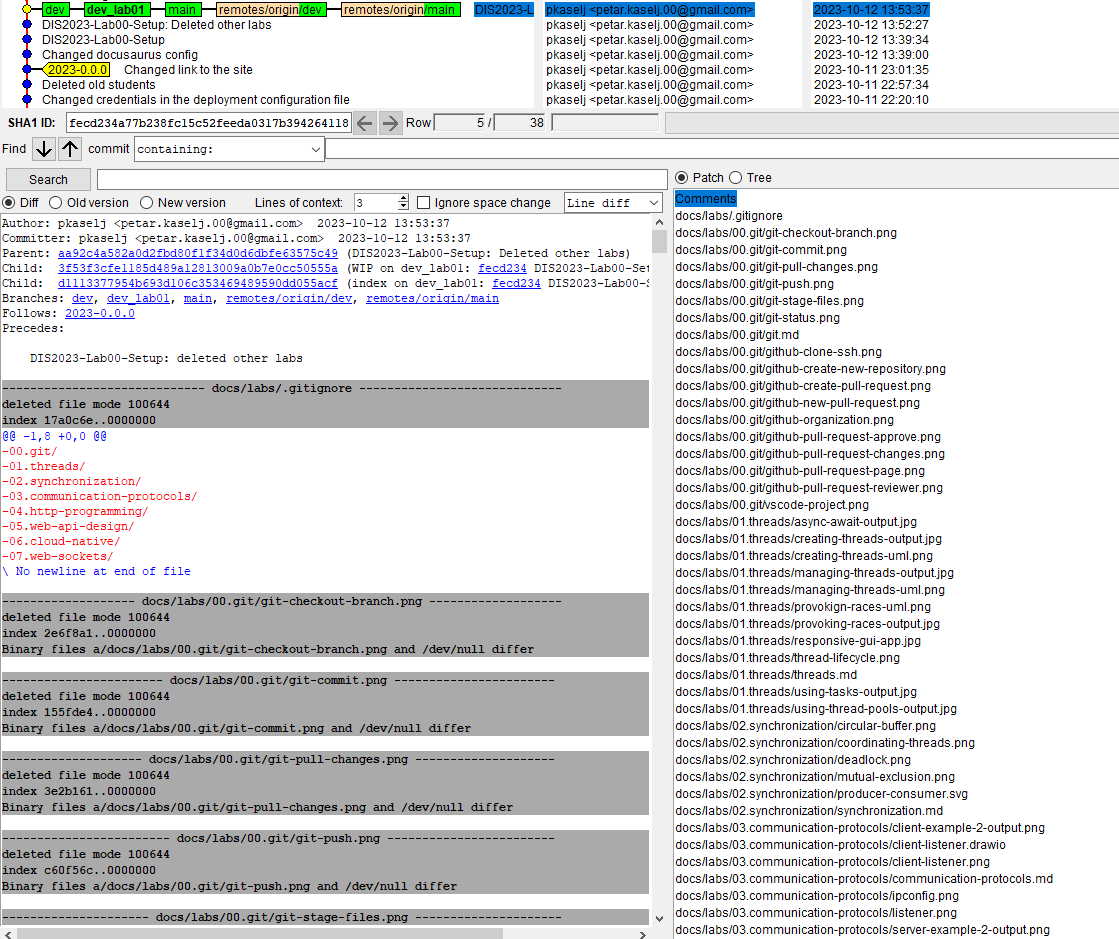 dev dev_lab01 main remotes/origin/dev remotes/origin/main DIS2023-L pkaselj <petar.kaselj.00@gmail.com> 2023-10-12 13:53:37
DIS2023-Lab00-Setup: Deleted other labs pkaselj <petar.kaselj.00@gmail.com> 2023-10-12 13:52:27
DIS2023-Lab00-Setup pkaselj <petar.kaselj.00@gmail.com> 2023-10-12 13:39:34
Changed docusaurus config pkaselj <petar.kaselj.00@gmail.com> 2023-10-12 13:39:00
2023-0.0.0 Changed link to the site pkaselj <petar.kaselj.00@gmail.com> 2023-10-11 23:01:35
Deleted old students pkaselj <petar.kaselj.00@gmail.com> 2023-10-11 22:57:34
Changed credentials in the deployment configuration file pkaselj <petar.kaselj.00@gmail.com> 2023-10-11 22:20:10
SHA1 ID: fecd234a77b238fc15c52feeda0317b394264118 Row 5 / 38
Find commit containing:
Search
Diff Old version New version Lines of context: 3 Ignore space change Line diff
Author: pkaselj <petar.kaselj.00@gmail.com> 2023-10-12 13:53:37
Committer: pkaselj <petar.kaselj.00@gmail.com> 2023-10-12 13:53:37
Parent: aa92c4a582a0d2fbd80f1f34d0d6dbfe63575c49 (DIS2023-Lab00-Setup: Deleted other labs)
Child: 3f53f3cfe1185d489a12813009a0b7e0cc50555a (WIP on dev_lab01: fecd234 DIS2023-Lab00-Set
Child: d1113377954b693d106c353469489590dd055acf (index on dev_lab01: fecd234 DIS2023-Lab00-S
Branches: dev, dev_lab01, main, remotes/origin/dev, remotes/origin/main
Follows: 2023-0.0.0
Precedes:
DIS2023-Lab00-Setup: deleted other labs
----------------------------- docs/labs/.gitignore -----------------------------
deleted file mode 100644
index 17a0c6e..0000000
@@ -1,8 +0,0 @@
-00.git/
-01.threads/
-02.synchronization/
-03.communication-protocols/
-04.http-programming/
-05.web-api-design/
-06.cloud-native/
-07.web-sockets/
\ No newline at end of file
------------------- docs/labs/00.git/git-checkout-branch.png -------------------
deleted file mode 100644
index 2e6f8a1..0000000
Binary files a/docs/labs/00.git/git-checkout-branch.png and /dev/null differ
----------------------- docs/labs/00.git/git-commit.png -----------------------
deleted file mode 100644
index 155fde4..0000000
Binary files a/docs/labs/00.git/git-commit.png and /dev/null differ
-------------------- docs/labs/00.git/git-pull-changes.png --------------------
deleted file mode 100644
index 3e2b161..0000000
Binary files a/docs/labs/00.git/git-pull-changes.png and /dev/null differ
------------------------ docs/labs/00.git/git-push.png ------------------------
deleted file mode 100644
index c60f56c..0000000
Binary files a/docs/labs/00.git/git-push.png and /dev/null differ
--------------------- docs/labs/00.git/git-stage-files.png ---------------------
Patch Tree
Comments
docs/labs/.gitignore
docs/labs/00.git/git-checkout-branch.png
docs/labs/00.git/git-commit.png
docs/labs/00.git/git-pull-changes.png
docs/labs/00.git/git-push.png
docs/labs/00.git/git-stage-files.png
docs/labs/00.git/git-status.png
docs/labs/00.git/git.md
docs/labs/00.git/github-clone-ssh.png
docs/labs/00.git/github-create-new-repository.png
docs/labs/00.git/github-create-pull-request.png
docs/labs/00.git/github-new-pull-request.png
docs/labs/00.git/github-organization.png
docs/labs/00.git/github-pull-request-approve.png
docs/labs/00.git/github-pull-request-changes.png
docs/labs/00.git/github-pull-request-page.png
docs/labs/00.git/github-pull-request-reviewer.png
docs/labs/00.git/vscode-project.png
docs/labs/01.threads/async-await-output.jpg
docs/labs/01.threads/creating-threads-output.jpg
docs/labs/01.threads/creating-threads-uml.png
docs/labs/01.threads/managing-threads-output.jpg
docs/labs/01.threads/managing-threads-uml.png
docs/labs/01.threads/provokign-races-uml.png
docs/labs/01.threads/provoking-races-output.jpg
docs/labs/01.threads/responsive-gui-app.jpg
docs/labs/01.threads/thread-lifecycle.png
docs/labs/01.threads/threads.md
docs/labs/01.threads/using-tasks-output.jpg
docs/labs/01.threads/using-thread-pools-output.jpg
docs/labs/02.synchronization/circular-buffer.png
docs/labs/02.synchronization/coordinating-threads.png
docs/labs/02.synchronization/deadlock.png
docs/labs/02.synchronization/mutual-exclusion.png
docs/labs/02.synchronization/producer-consumer.svg
docs/labs/02.synchronization/synchronization.md
docs/labs/03.communication-protocols/client-example-2-output.png
docs/labs/03.communication-protocols/client-listener.drawio
docs/labs/03.communication-protocols/client-listener.png
docs/labs/03.communication-protocols/communication-protocols.md
docs/labs/03.communication-protocols/ipconfig.png
docs/labs/03.communication-protocols/listener.png
docs/labs/03.communication-protocols/server-example-2-output.png